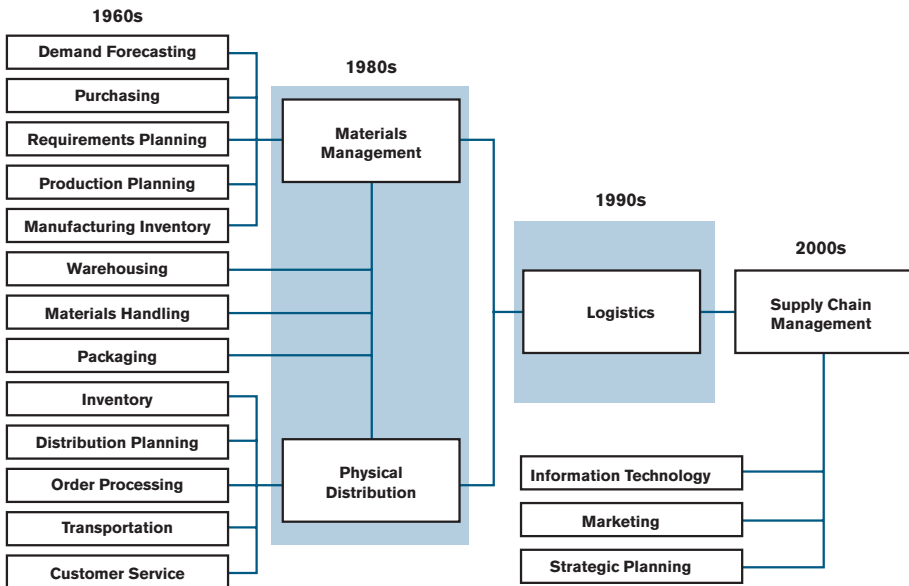 1960s
Demand Forecasting
Purchasing
Requirements Planning
Production Planning
Manufacturing Inventory
Warehousing
Materials Handling
Packaging
Inventory
Distribution Planning
Order Processing
Transportation
Customer Service
1980s
Materials
Management
Physical
Distribution
1990s
Logistics
2000s
Supply Chain
Management
Information Technology
Marketing
Strategic Planning